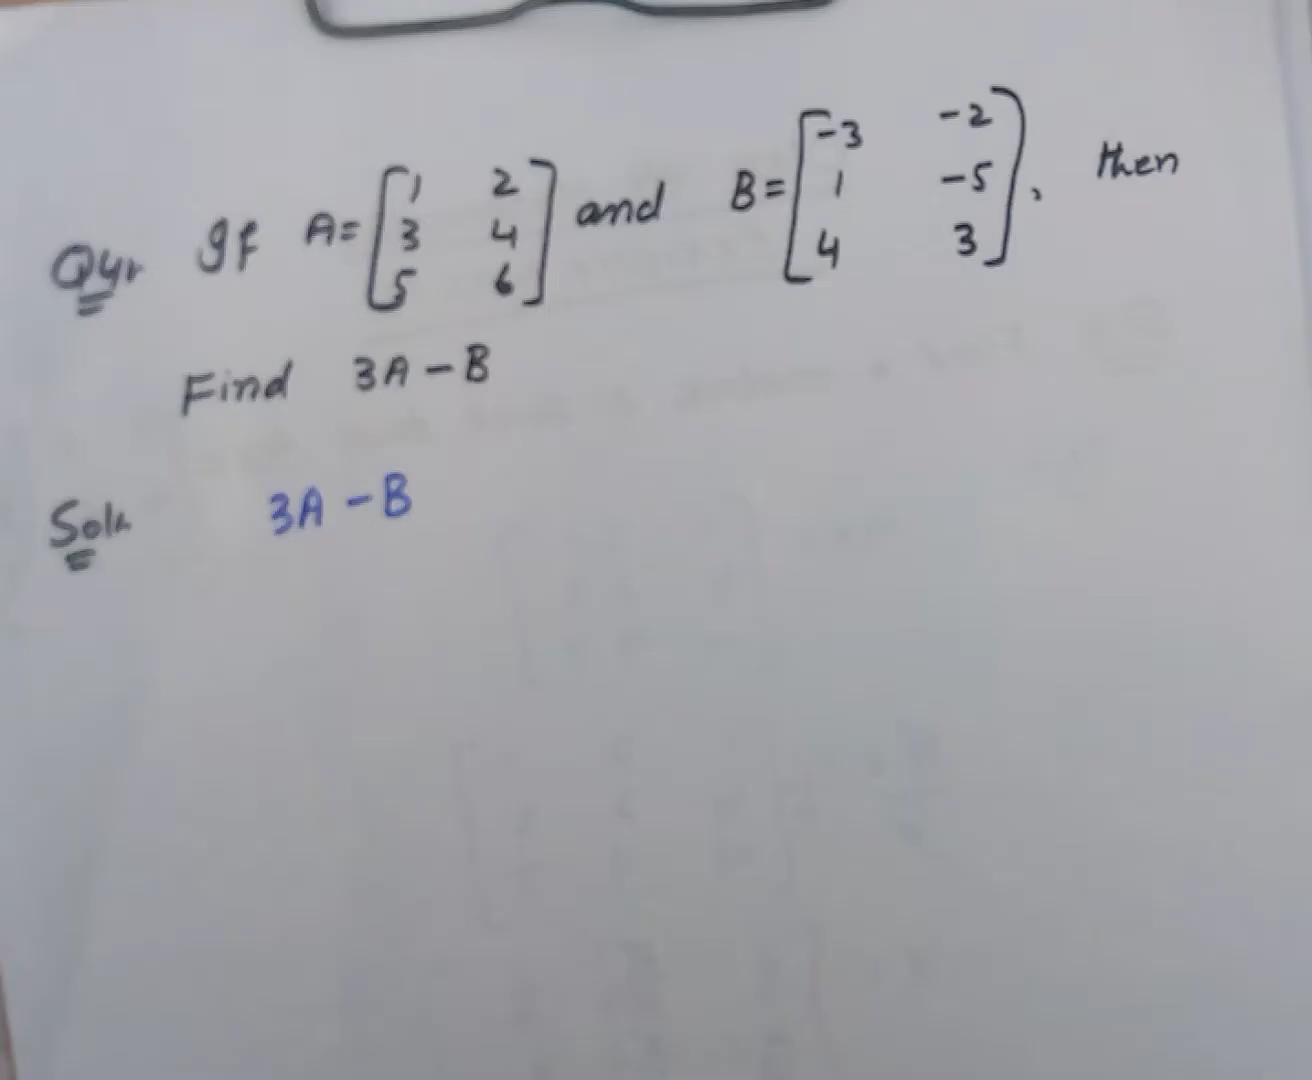 Qur If A = [1 2
3 4
5 6] and B = [-3 -2
1 -5
4 3], then
Find 3A - B
Soln 3A - B